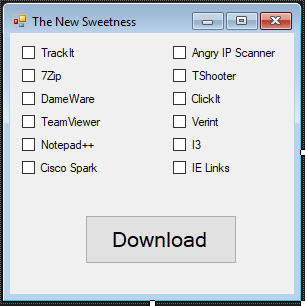 The New Sweetness
TrackIt
Angry IP Scanner
7Zip
TShooter
DameWare
ClickIt
TeamViewer
Verint
Notepad++
I3
Cisco Spark
IE Links
Download